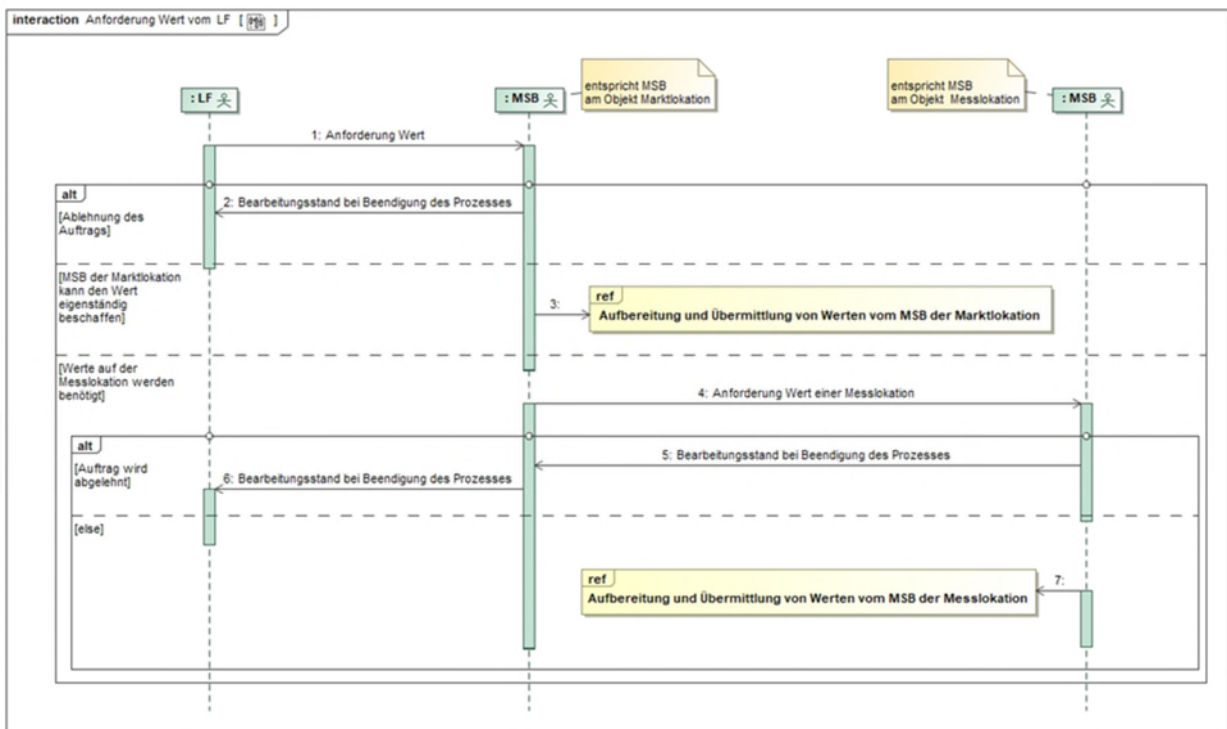 interaction Anforderung Wert vom LF [ ]
entspricht MSB
am Objekt Marktlokation
entspricht MSB
am Objekt Messlokation
: LF
: MSB
: MSB
1: Anforderung Wert
alt
2: Bearbeitungsstand bei Beendigung des Prozesses
[Ablehnung des
Auftrags]
[MSB der Marktlokation
kann den Wert
eigenständig
beschaffen]
3:
ref
Aufbereitung und Übermittlung von Werten vom MSB der Marktlokation
[Werte auf der
Messlokation werden
benötigt]
4: Anforderung Wert einer Messlokation
alt
5: Bearbeitungsstand bei Beendigung des Prozesses
[Auftrag wird
abgelehnt]
6: Bearbeitungsstand bei Beendigung des Prozesses
[else]
ref
7:
Aufbereitung und Übermittlung von Werten vom MSB der Messlokation